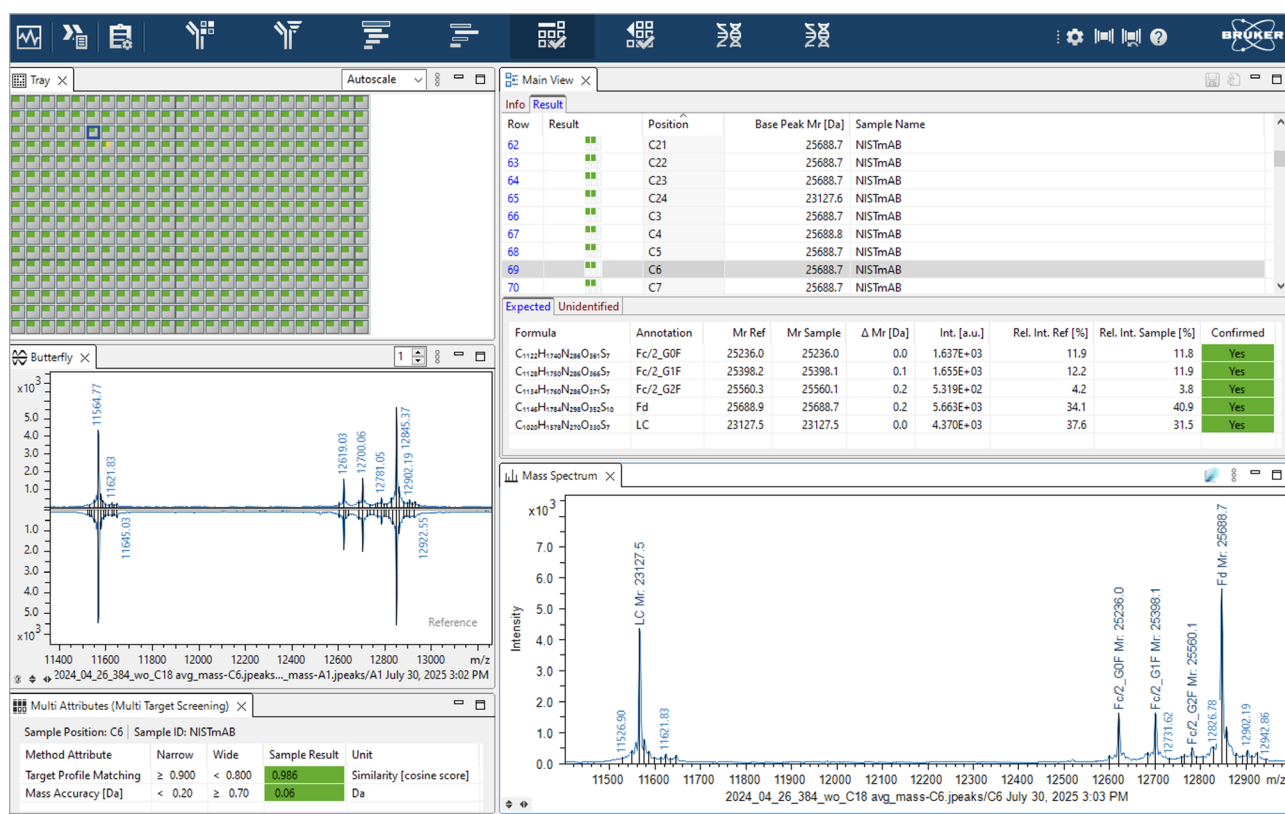 BRUKER
Tray
Autoscale
Main View
Info Result
Row Result Position Base Peak Mr [Da] Sample Name
62 C21 25688.7 NISTmAB
63 C22 25688.7 NISTmAB
64 C23 25688.7 NISTmAB
65 C24 23127.6 NISTmAB
66 C3 25688.7 NISTmAB
67 C4 25688.8 NISTmAB
68 C5 25688.7 NISTmAB
69 C6 25688.7 NISTmAB
70 C7 25688.7 NISTmAB
Expected Unidentified
Formula Annotation Mr Ref Mr Sample Δ Mr [Da] Int. [a.u.] Rel. Int. Ref [%] Rel. Int. Sample [%] Confirmed
C₁₁₂₂H₁₇₄₀N₂₈₆O₃₆₁S₇ Fc/2_G0F 25236.0 25236.0 0.0 1.637E+03 11.9 11.8 Yes
C₁₁₂₈H₁₇₅₀N₂₈₆O₃₆₆S₇ Fc/2_G1F 25398.2 25398.1 0.1 1.655E+03 12.2 11.9 Yes
C₁₁₃₄H₁₇₆₀N₂₈₆O₃₇₁S₇ Fc/2_G2F 25560.3 25560.1 0.2 5.319E+02 4.2 3.8 Yes
C₁₁₄₆H₁₇₈₄N₂₉₈O₃₅₂S₁₀ Fd 25688.9 25688.7 0.2 5.663E+03 34.1 40.9 Yes
C₁₀₂₀H₁₅₇₈N₂₇₀O₃₃₀S₇ LC 23127.5 23127.5 0.0 4.370E+03 37.6 31.5 Yes
Butterfly
1
x10³
5.0
4.0
3.0
2.0
1.0
1.0
2.0
3.0
4.0
5.0
x10³
11564.77
11621.83
12619.03
12700.06
12781.05
12845.37
12902.19
11645.03
12922.55
Reference
11400 11600 11800 12000 12200 12400 12600 12800 13000 m/z
2024_04_26_384_wo_C18 avg_mass-C6.jpeaks..._mass-A1.jpeaks/A1 July 30, 2025 3:02 PM
Multi Attributes (Multi Target Screening)
Sample Position: C6 Sample ID: NISTmAB
Method Attribute Narrow Wide Sample Result Unit
Target Profile Matching ≥ 0.900 < 0.800 0.986 Similarity [cosine score]
Mass Accuracy [Da] < 0.20 ≥ 0.70 0.06 Da
Mass Spectrum
x10³
7.0
6.0
5.0
4.0
3.0
2.0
1.0
0.0
Intensity
11526.90
LC Mr: 23127.5
11621.83
Fc/2_G0F Mr: 25236.0
Fc/2_G1F Mr: 25398.1
12731.62
Fc/2_G2F Mr: 25560.1
12826.78
Fd Mr: 25688.7
12902.19
12942.86
11500 11600 11700 11800 11900 12000 12100 12200 12300 12400 12500 12600 12700 12800 12900 m/z
2024_04_26_384_wo_C18 avg_mass-C6.jpeaks/C6 July 30, 2025 3:03 PM